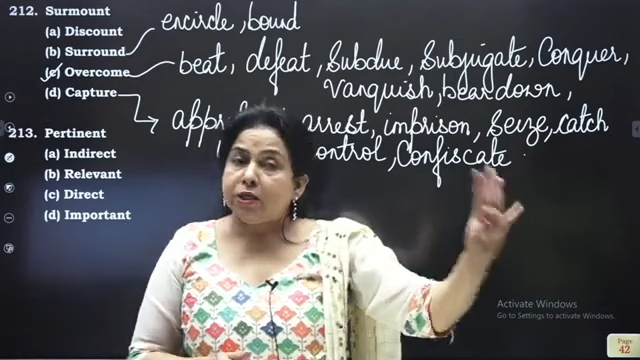 212. Surmount
(a) Discount
(b) Surround
(c) Overcome
(d) Capture
encircle, bound
beat, defeat, Subdue, Subjugate, Conquer,
Vanquish, bear down,
arrest, imprison, Seize, catch
Confiscate
213. Pertinent
(a) Indirect
(b) Relevant
(c) Direct
(d) Important
Activate Windows
Go to Settings to activate Windows.
Page
42